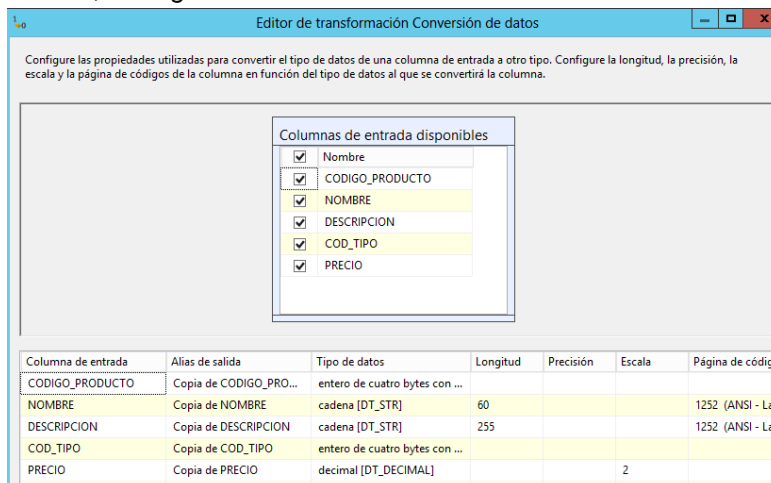 Editor de transformación Conversión de datos
Configure las propiedades utilizadas para convertir el tipo de datos de una columna de entrada a otro tipo. Configure la longitud, la precisión, la
escala y la página de códigos de la columna en función del tipo de datos al que se convertirá la columna.
Columnas de entrada disponibles
Nombre
CODIGO_PRODUCTO
NOMBRE
DESCRIPCION
COD_TIPO
PRECIO
Columna de entrada Alias de salida Tipo de datos Longitud Precisión Escala Página de códig
CODIGO_PRODUCTO Copia de CODIGO_PRO... entero de cuatro bytes con ...
NOMBRE Copia de NOMBRE cadena [DT_STR] 60 1252 (ANSI - La
DESCRIPCION Copia de DESCRIPCION cadena [DT_STR] 255 1252 (ANSI - La
COD_TIPO Copia de COD_TIPO entero de cuatro bytes con ...
PRECIO Copia de PRECIO decimal [DT_DECIMAL] 2